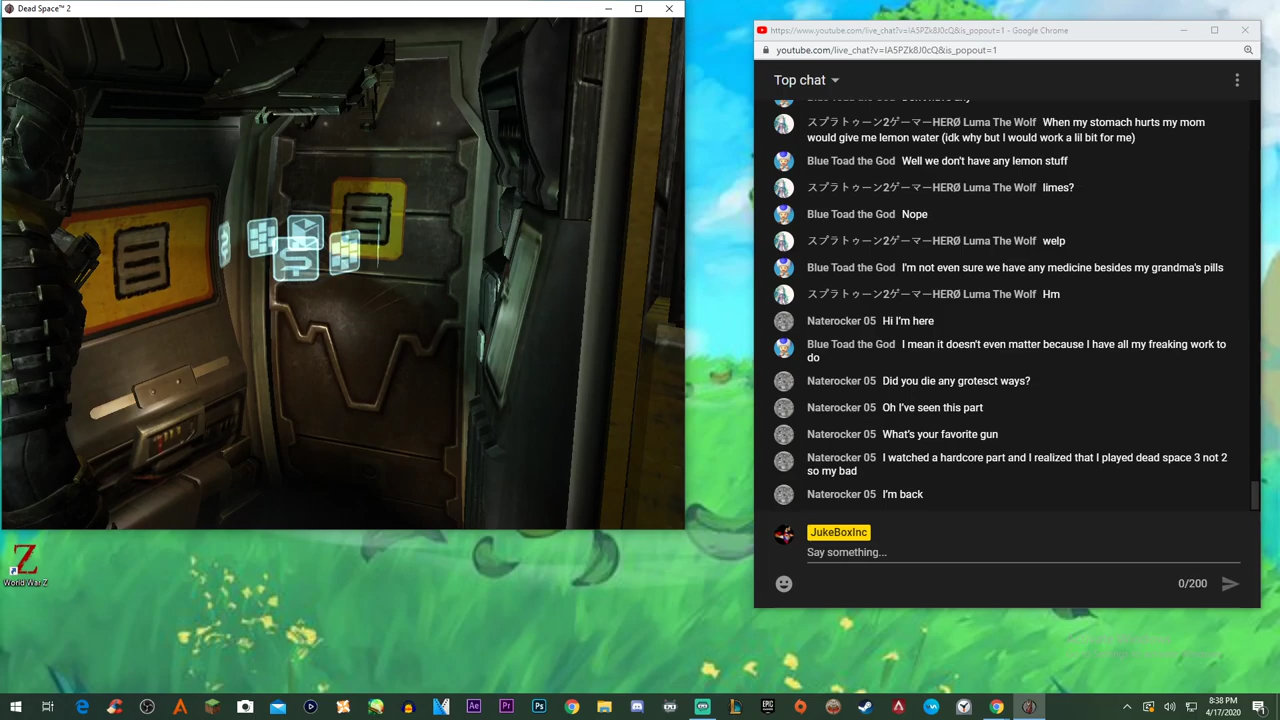 Dead Space™ 2
https://www.youtube.com/live_chat?v=IA5PZk8J0cQ&is_popout=1 - Google Chrome
youtube.com/live_chat?v=IA5PZk8J0cQ&is_popout=1
Top chat
スプラトゥーン2ゲーマーHERØ Luma The Wolf When my stomach hurts my mom
would give me lemon water (idk why but I would work a lil bit for me)
Blue Toad the God Well we don't have any lemon stuff
スプラトゥーン2ゲーマーHERØ Luma The Wolf limes?
Blue Toad the God Nope
スプラトゥーン2ゲーマーHERØ Luma The Wolf welp
Blue Toad the God I'm not even sure we have any medicine besides my grandma's pills
スプラトゥーン2ゲーマーHERØ Luma The Wolf Hm
Naterocker 05 Hi I'm here
Blue Toad the God I mean it doesn't even matter because I have all my freaking work to
do
Naterocker 05 Did you die any grotesct ways?
Naterocker 05 Oh I've seen this part
Naterocker 05 What's your favorite gun
Naterocker 05 I watched a hardcore part and I realized that I played dead space 3 not 2
so my bad
Naterocker 05 I'm back
JukeBoxInc
Say something...
0/200
World War Z
8:38 PM
4/17/2020